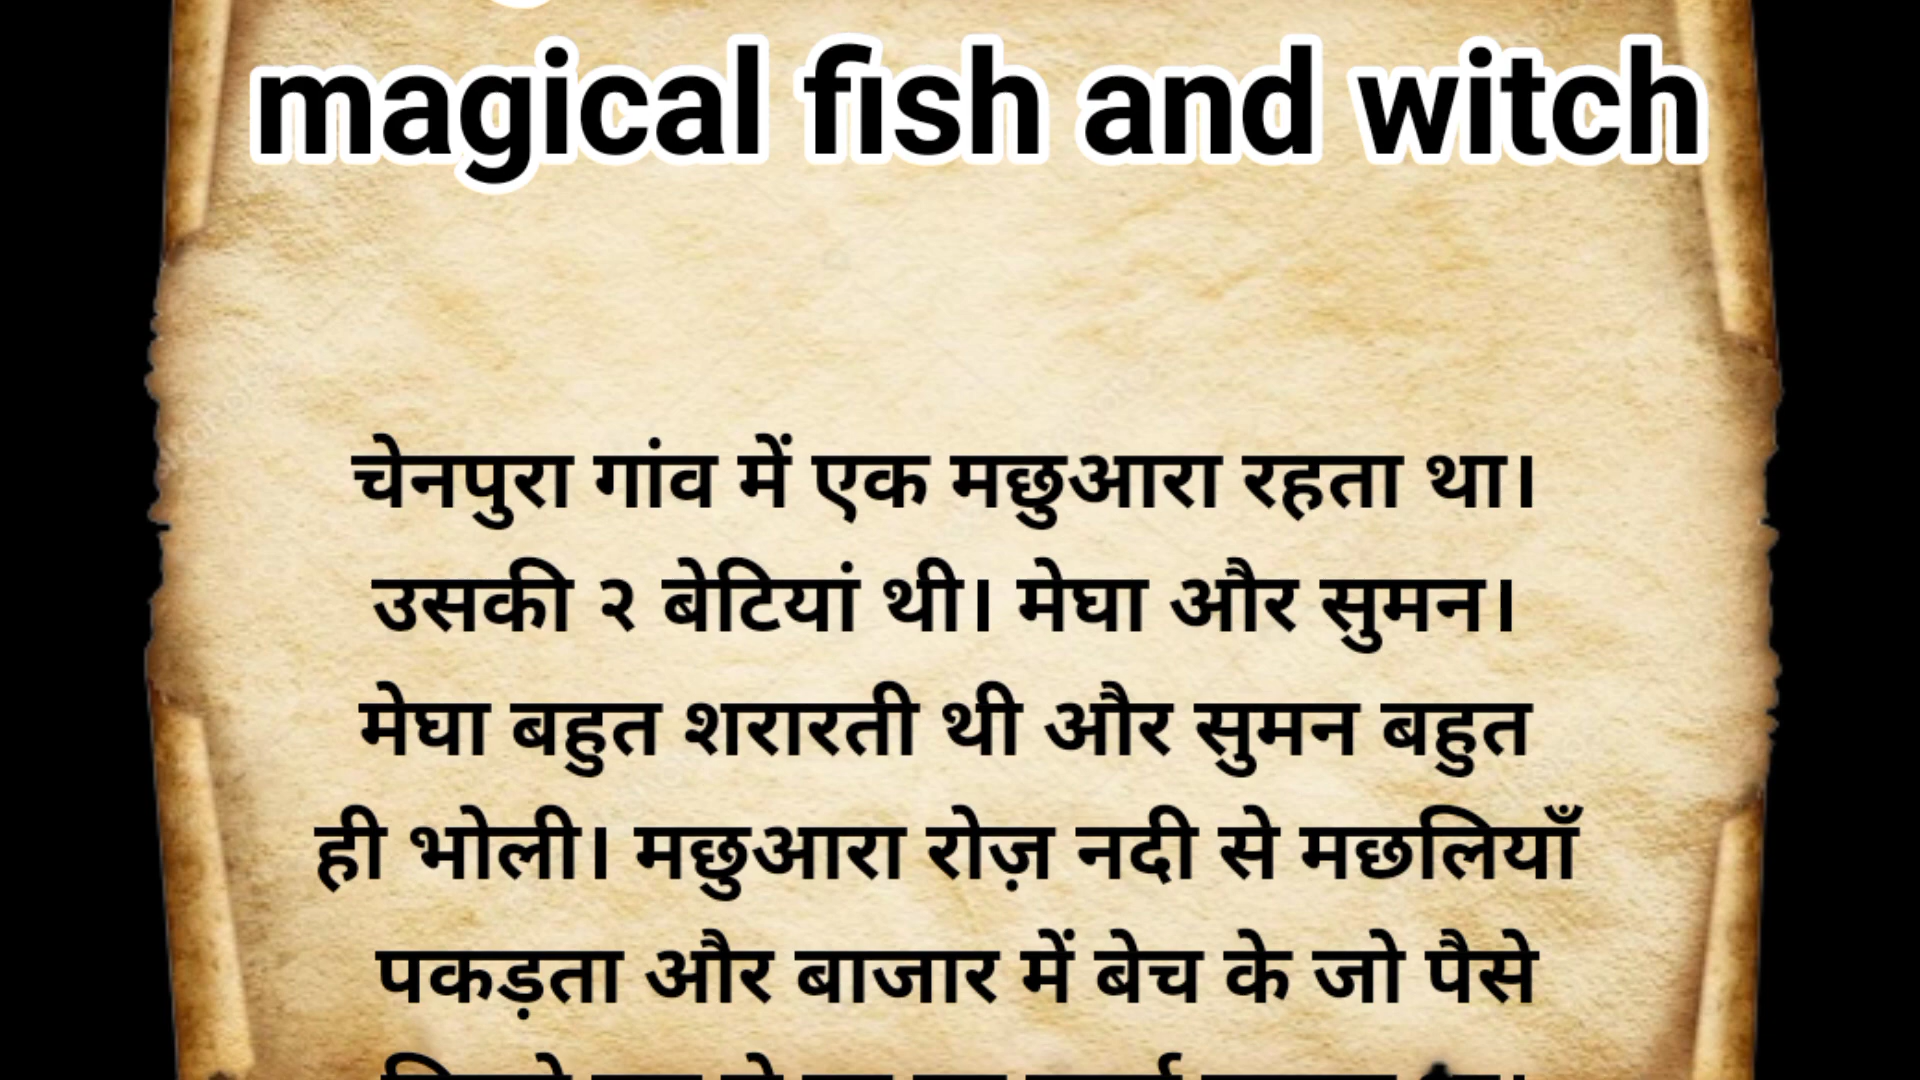 magical fish and witch
चेनपुरा गांव में एक मछुआरा रहता था।
उसकी २ बेटियां थी। मेघा और सुमन।
मेघा बहुत शरारती थी और सुमन बहुत
ही भोली। मछुआरा रोज़ नदी से मछलियाँ
पकड़ता और बाजार में बेच के जो पैसे